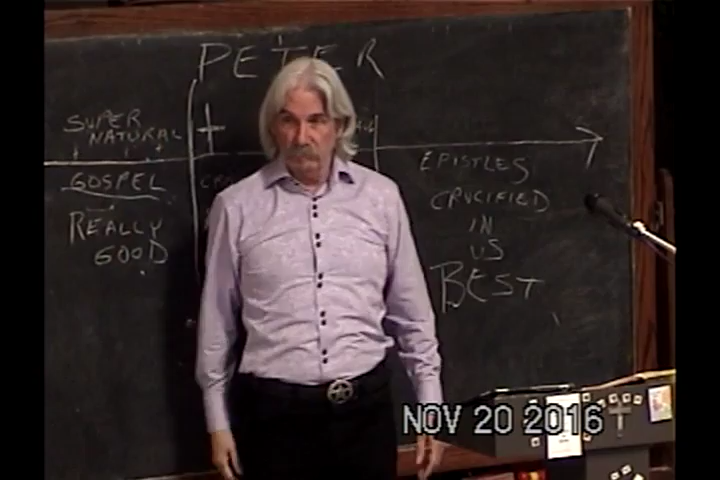 PETER
SUPER
NATURAL
GOSPEL
REALLY
GOOD
EPISTLES
CRUCIFIED
IN
US
BEST
NOV 20 2016